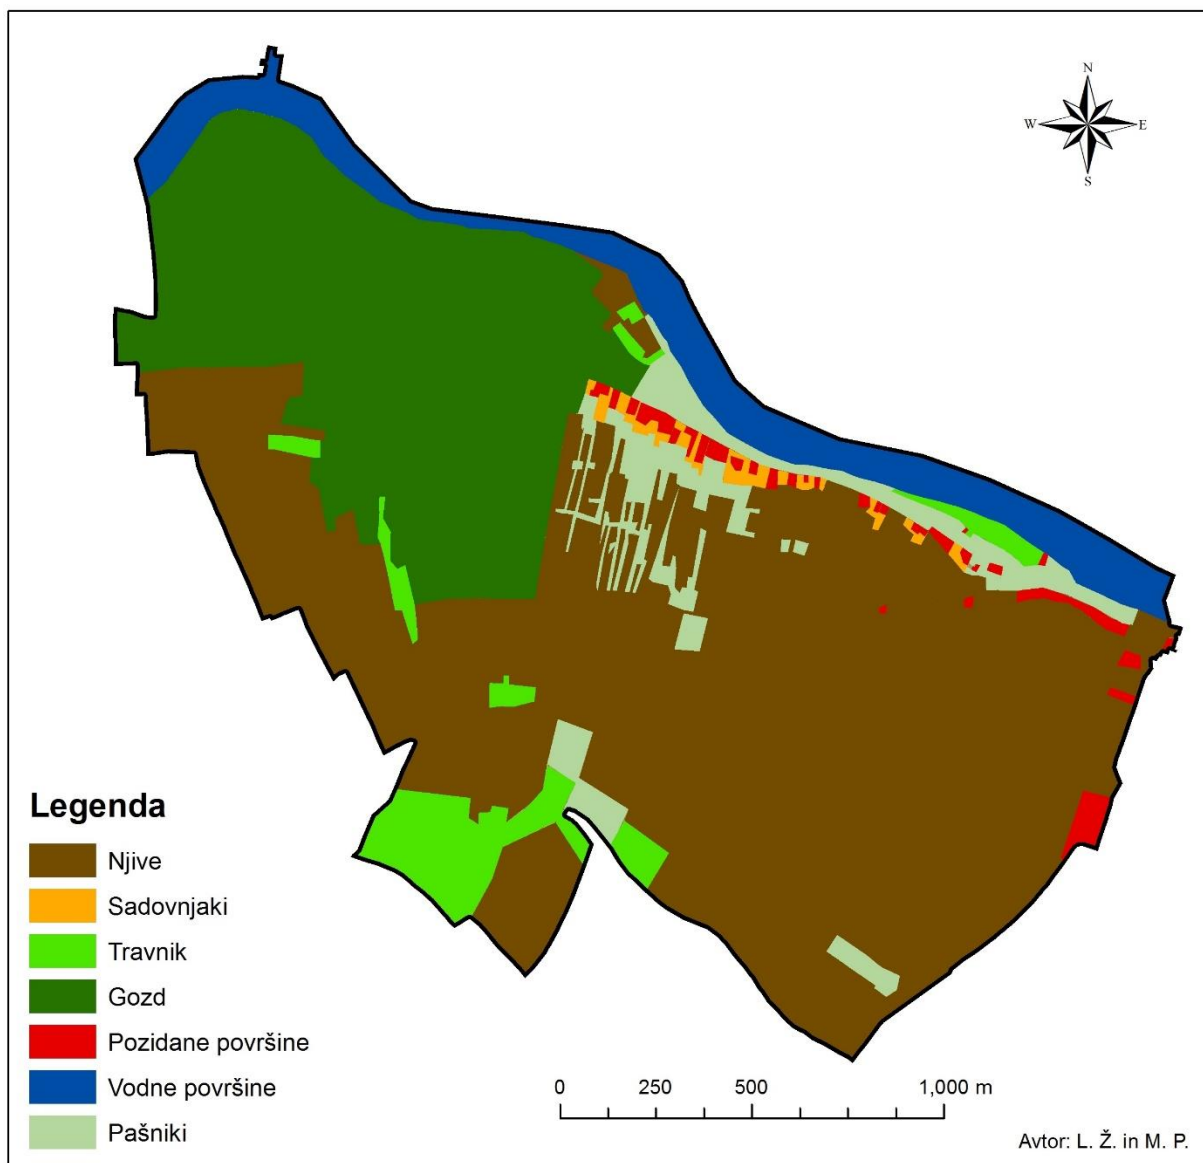 N
W E
S
Legenda
Njive
Sadovnjaki
Travnik
Gozd
Pozidane površine
Vodne površine
Pašniki
0 250 500 1,000 m
Avtor: L. Ž. in M. P.